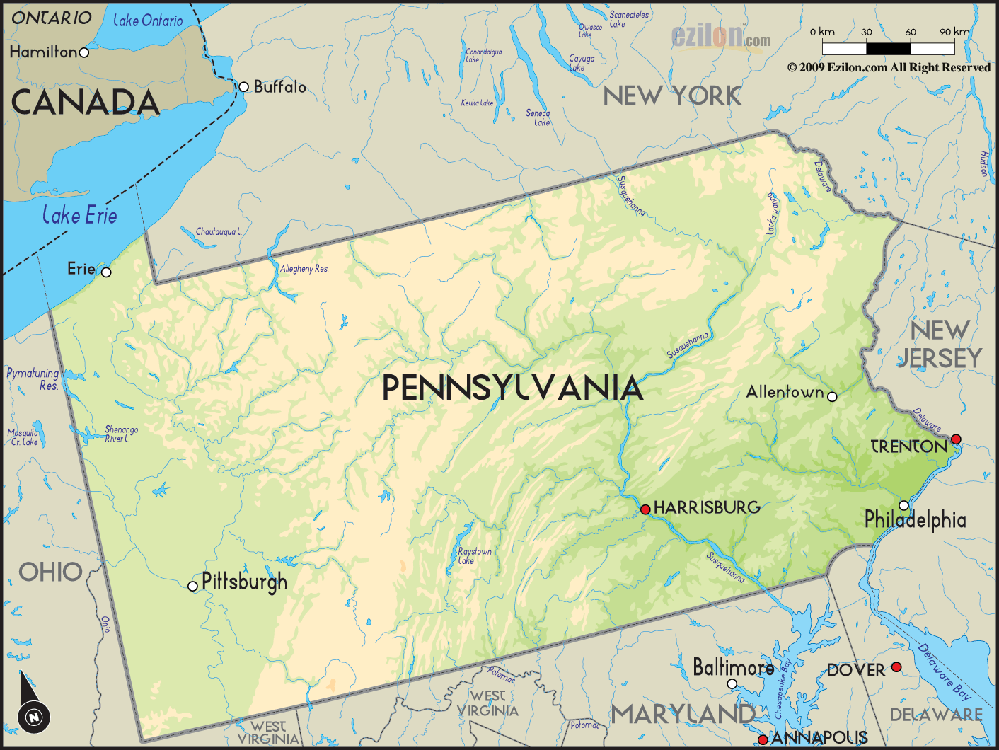 ONTARIO
Lake Ontario
Hamilton
CANADA
Buffalo
Scaneateles
Lake
Owasco
Lake
Canandaigua
Lake
Cayuga
Lake
Keuka Lake
Seneca
Lake
NEW YORK
ezilon.com
0 km 30 60 90 km
© 2009 Ezilon.com All Right Reserved
Hudson
Delaware
Susquehanna
Lackawanna
Lake Erie
Chautauqua l.
Erie
Allegheny Res.
NEW
JERSEY
Susquehanna
Pymatuning
Res.
PENNSYLVANIA
Allentown
Delaware
Mosquito
Cr. Lake
Shenango
River l.
TRENTON
HARRISBURG
Philadelphia
Raystown
Lake
Susquehanna
OHIO
Pittsburgh
Ohio
Baltimore
DOVER
Delaware Bay
Chesapeake Bay
Potomac
WEST
VIRGINIA
MARYLAND
DELAWARE
WEST
VIRGINIA
Potomac
ANNAPOLIS
N